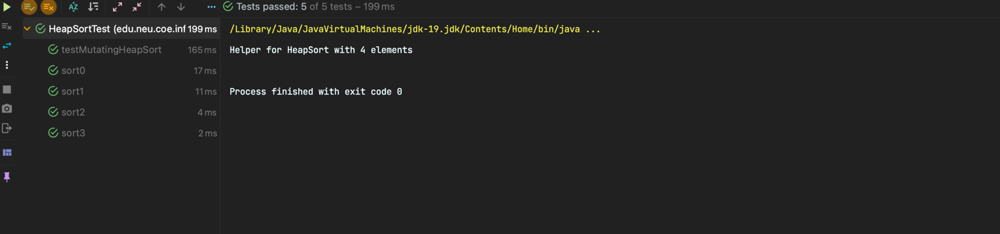 Tests passed: 5 of 5 tests – 199 ms
HeapSortTest (edu.neu.coe.inf 199 ms
testMutatingHeapSort 165 ms
sort0 17 ms
sort1 11 ms
sort2 4 ms
sort3 2 ms
/Library/Java/JavaVirtualMachines/jdk-19.jdk/Contents/Home/bin/java ...
Helper for HeapSort with 4 elements
Process finished with exit code 0